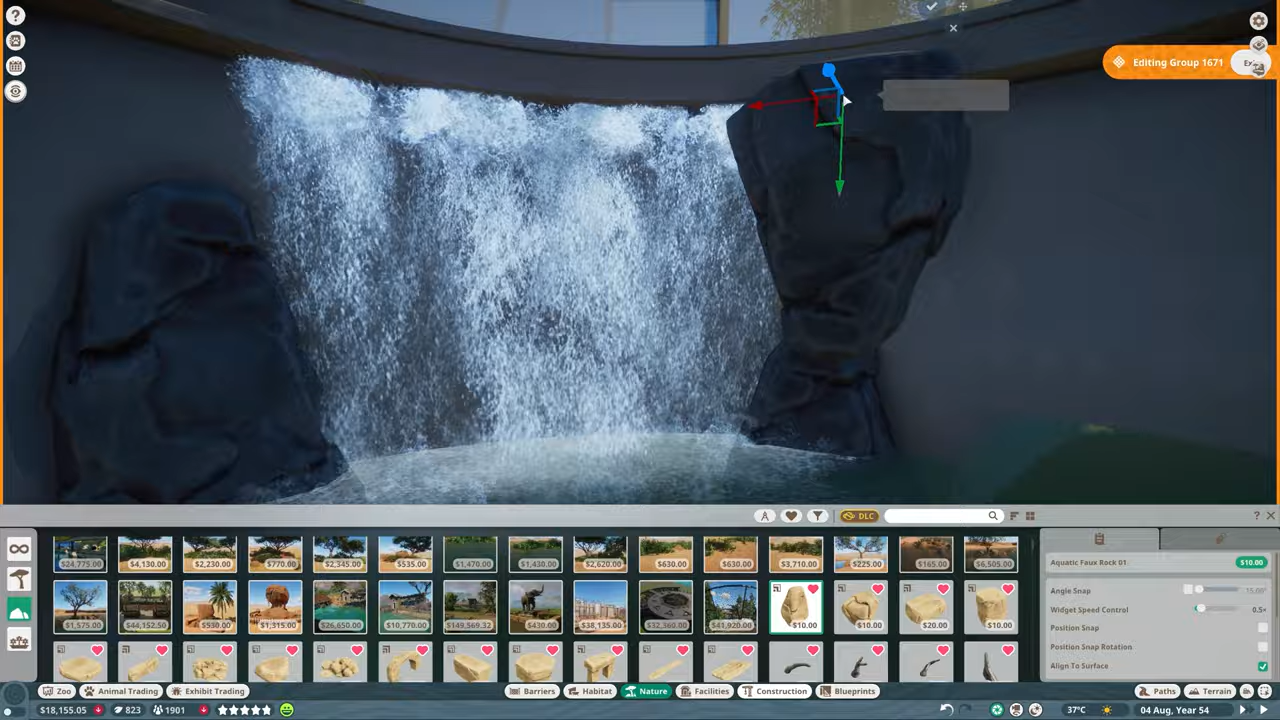 ?
Editing Group 1671
DLC
?
$24,775.00 $4,130.00 $2,230.00 $770.00 $2,345.00 $535.00 $1,470.00 $1,430.00 $2,620.00 $630.00 $630.00 $3,710.00 $225.00 $165.00 $6,505.00
$1,575.00 $44,152.50 $530.00 $1,315.00 $26,650.00 $10,770.00 $149,569.32 $430.00 $38,135.00 $32,360.00 $41,920.00 $10.00 $10.00 $20.00 $10.00
Aquatic Faux Rock 01 $10.00
Angle Snap
Widget Speed Control 0.5×
Position Snap
Position Snap Rotation
Align To Surface
Zoo Animal Trading Exhibit Trading Barriers Habitat Nature Facilities Construction Blueprints Paths Terrain
$18,155.05 823 1901 37°C 04 Aug, Year 54